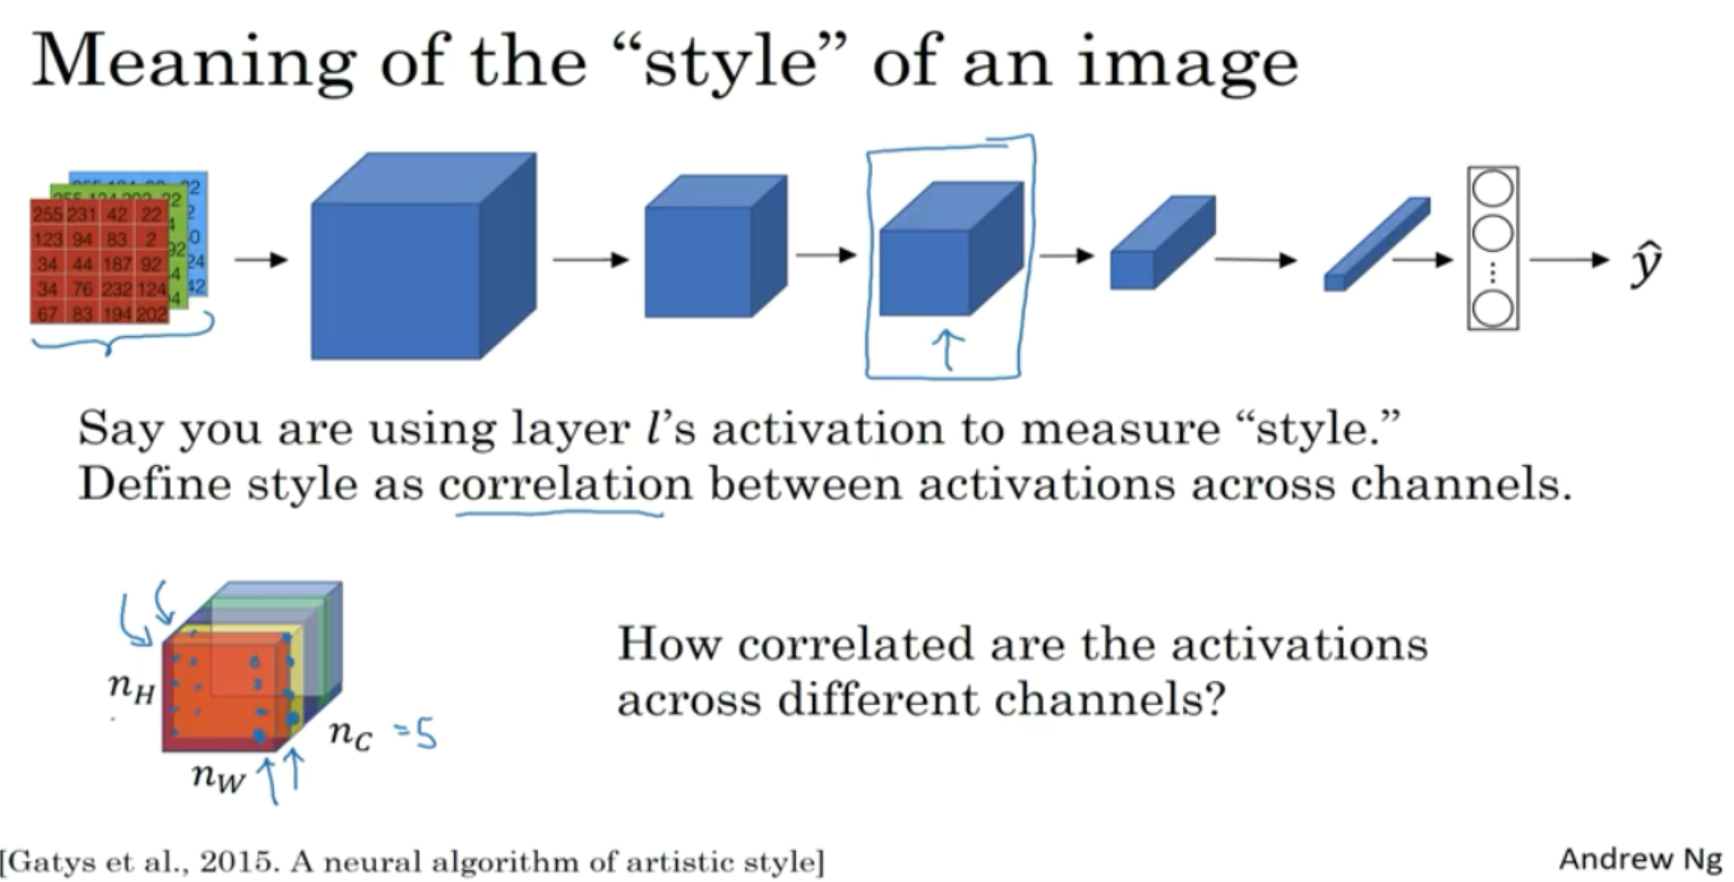 Meaning of the “style” of an image
255 231 42 22
123 94 83 2
34 44 187 92
34 76 232 124
67 83 194 202
ŷ
Say you are using layer l’s activation to measure “style.”
Define style as correlation between activations across channels.
How correlated are the activations
across different channels?
n_H
n_C = 5
n_W
[Gatys et al., 2015. A neural algorithm of artistic style]
Andrew Ng